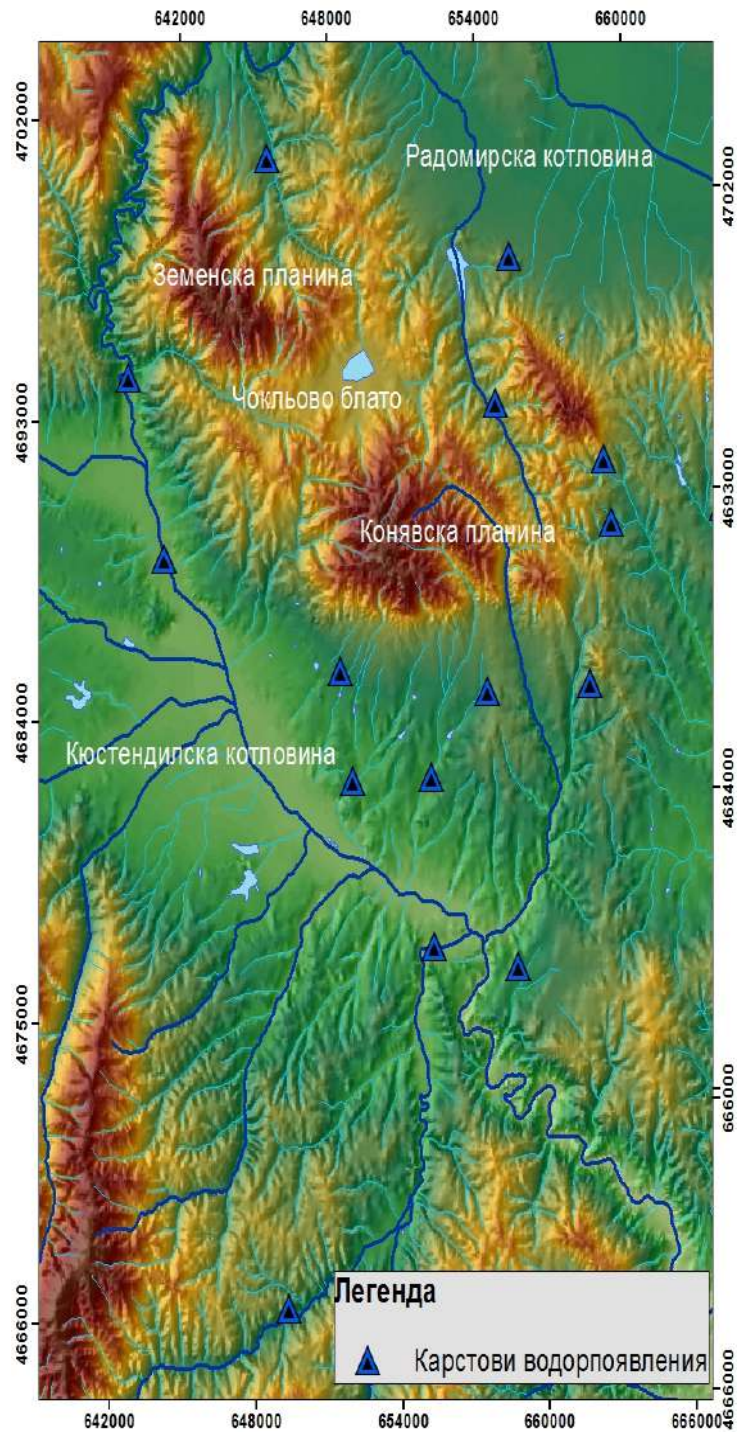 642000 648000 654000 660000
4702000
Радомирска котловина
4702000
Земенска планина
Чокльово блато
4693000
4693000
Конявска планина
4684000
Кюстендилска котловина
4684000
4675000
4675000
4666000
Легенда
Карстови водорпоявления
4666000
642000 648000 654000 660000 666000